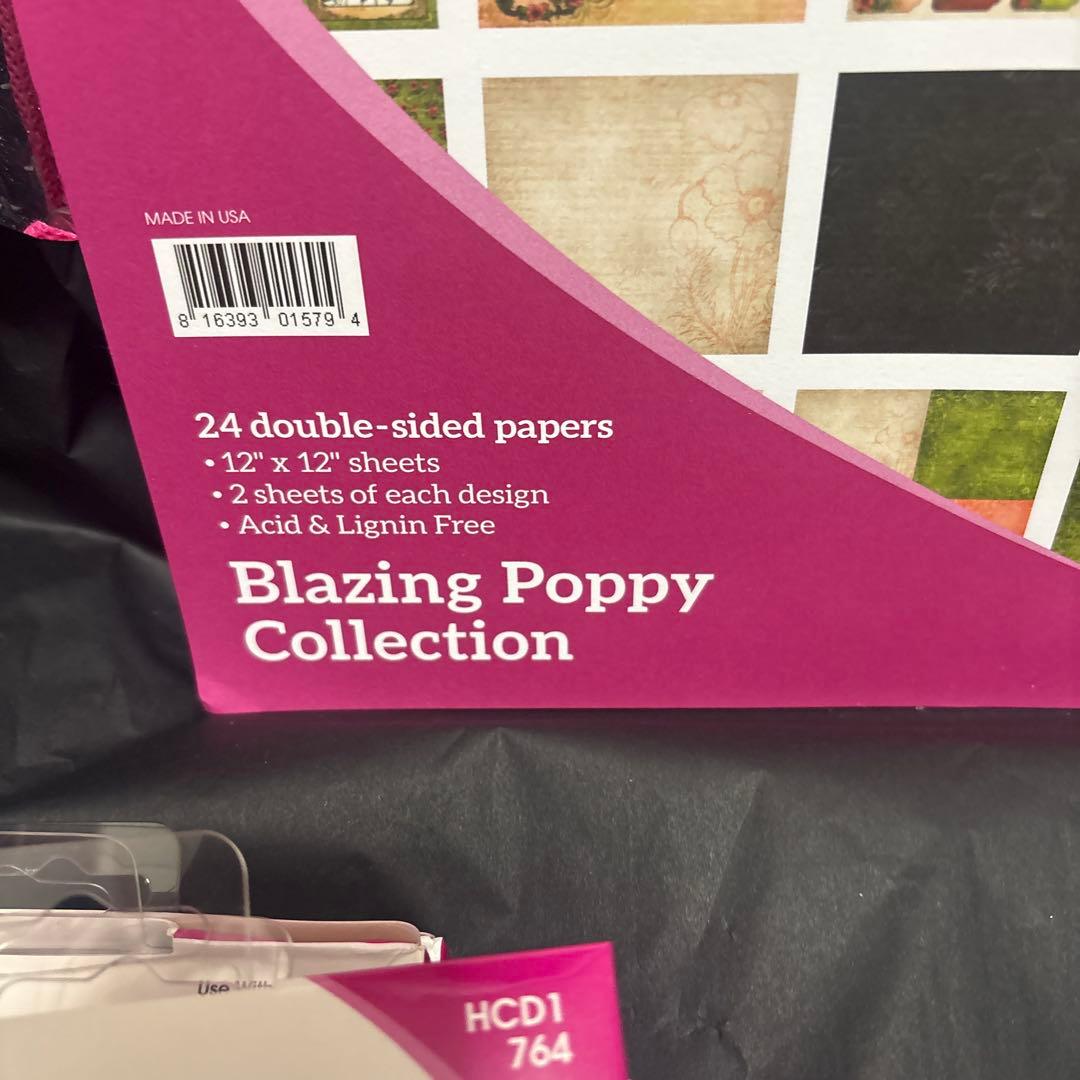 MADE IN USA
8 16393 01579 4
24 double-sided papers
• 12" x 12" sheets
• 2 sheets of each design
• Acid & Lignin Free
Blazing Poppy
Collection
Use
HCD1
764